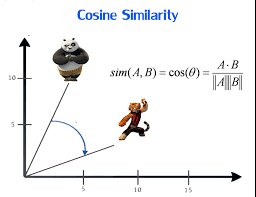 Cosine Similarity
10
sim(A, B) = cos(θ) = A · B / ||A||||B||
5
5 10 15